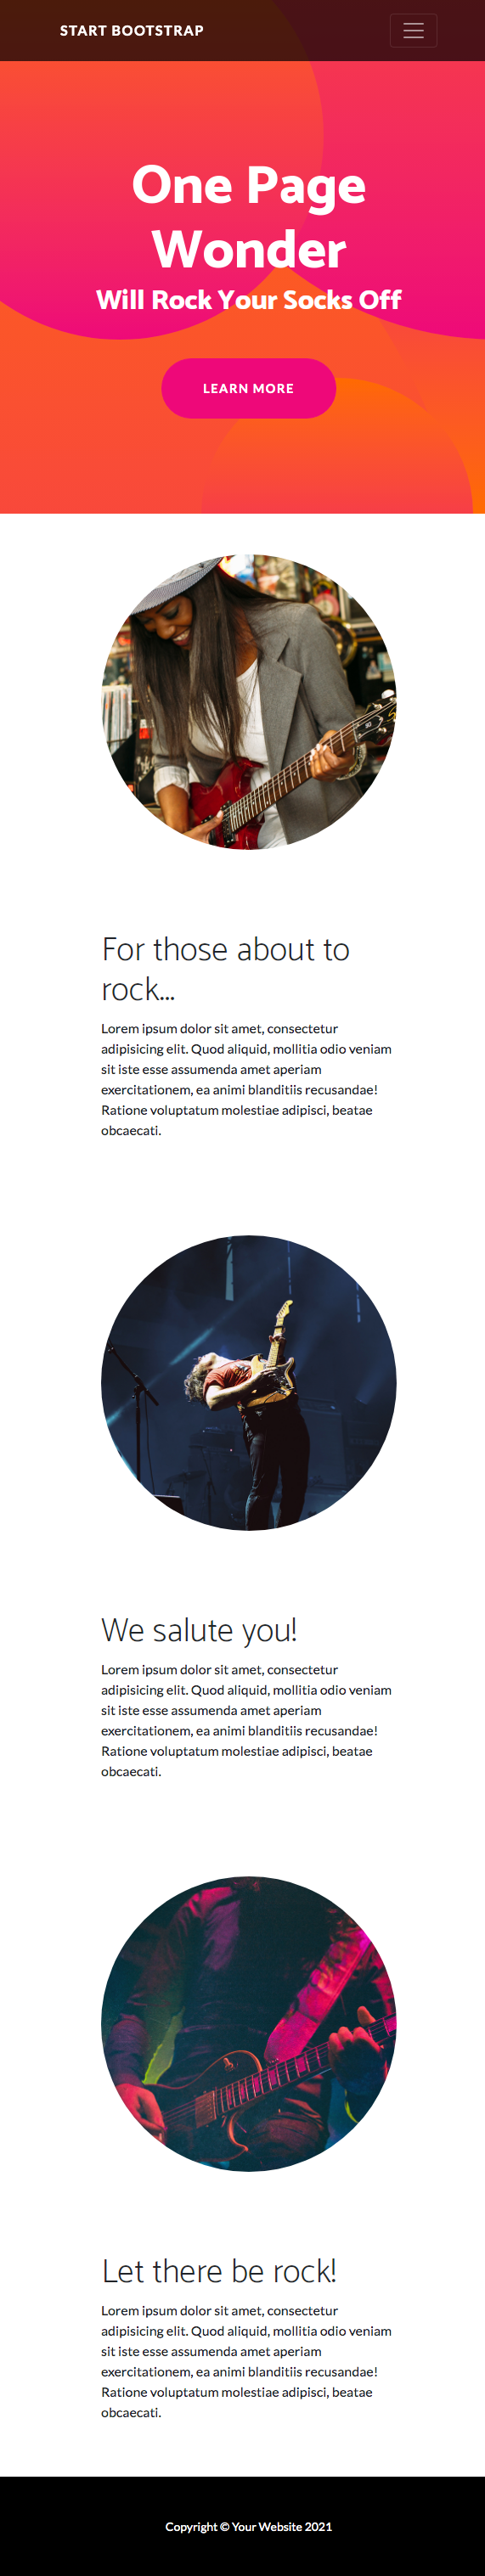 START BOOTSTRAP
One Page
Wonder
Will Rock Your Socks Off
LEARN MORE
For those about to
rock...
Lorem ipsum dolor sit amet, consectetur
adipisicing elit. Quod aliquid, mollitia odio veniam
sit iste esse assumenda amet aperiam
exercitationem, ea animi blanditiis recusandae!
Ratione voluptatum molestiae adipisci, beatae
obcaecati.
We salute you!
Lorem ipsum dolor sit amet, consectetur
adipisicing elit. Quod aliquid, mollitia odio veniam
sit iste esse assumenda amet aperiam
exercitationem, ea animi blanditiis recusandae!
Ratione voluptatum molestiae adipisci, beatae
obcaecati.
Let there be rock!
Lorem ipsum dolor sit amet, consectetur
adipisicing elit. Quod aliquid, mollitia odio veniam
sit iste esse assumenda amet aperiam
exercitationem, ea animi blanditiis recusandae!
Ratione voluptatum molestiae adipisci, beatae
obcaecati.
Copyright © Your Website 2021